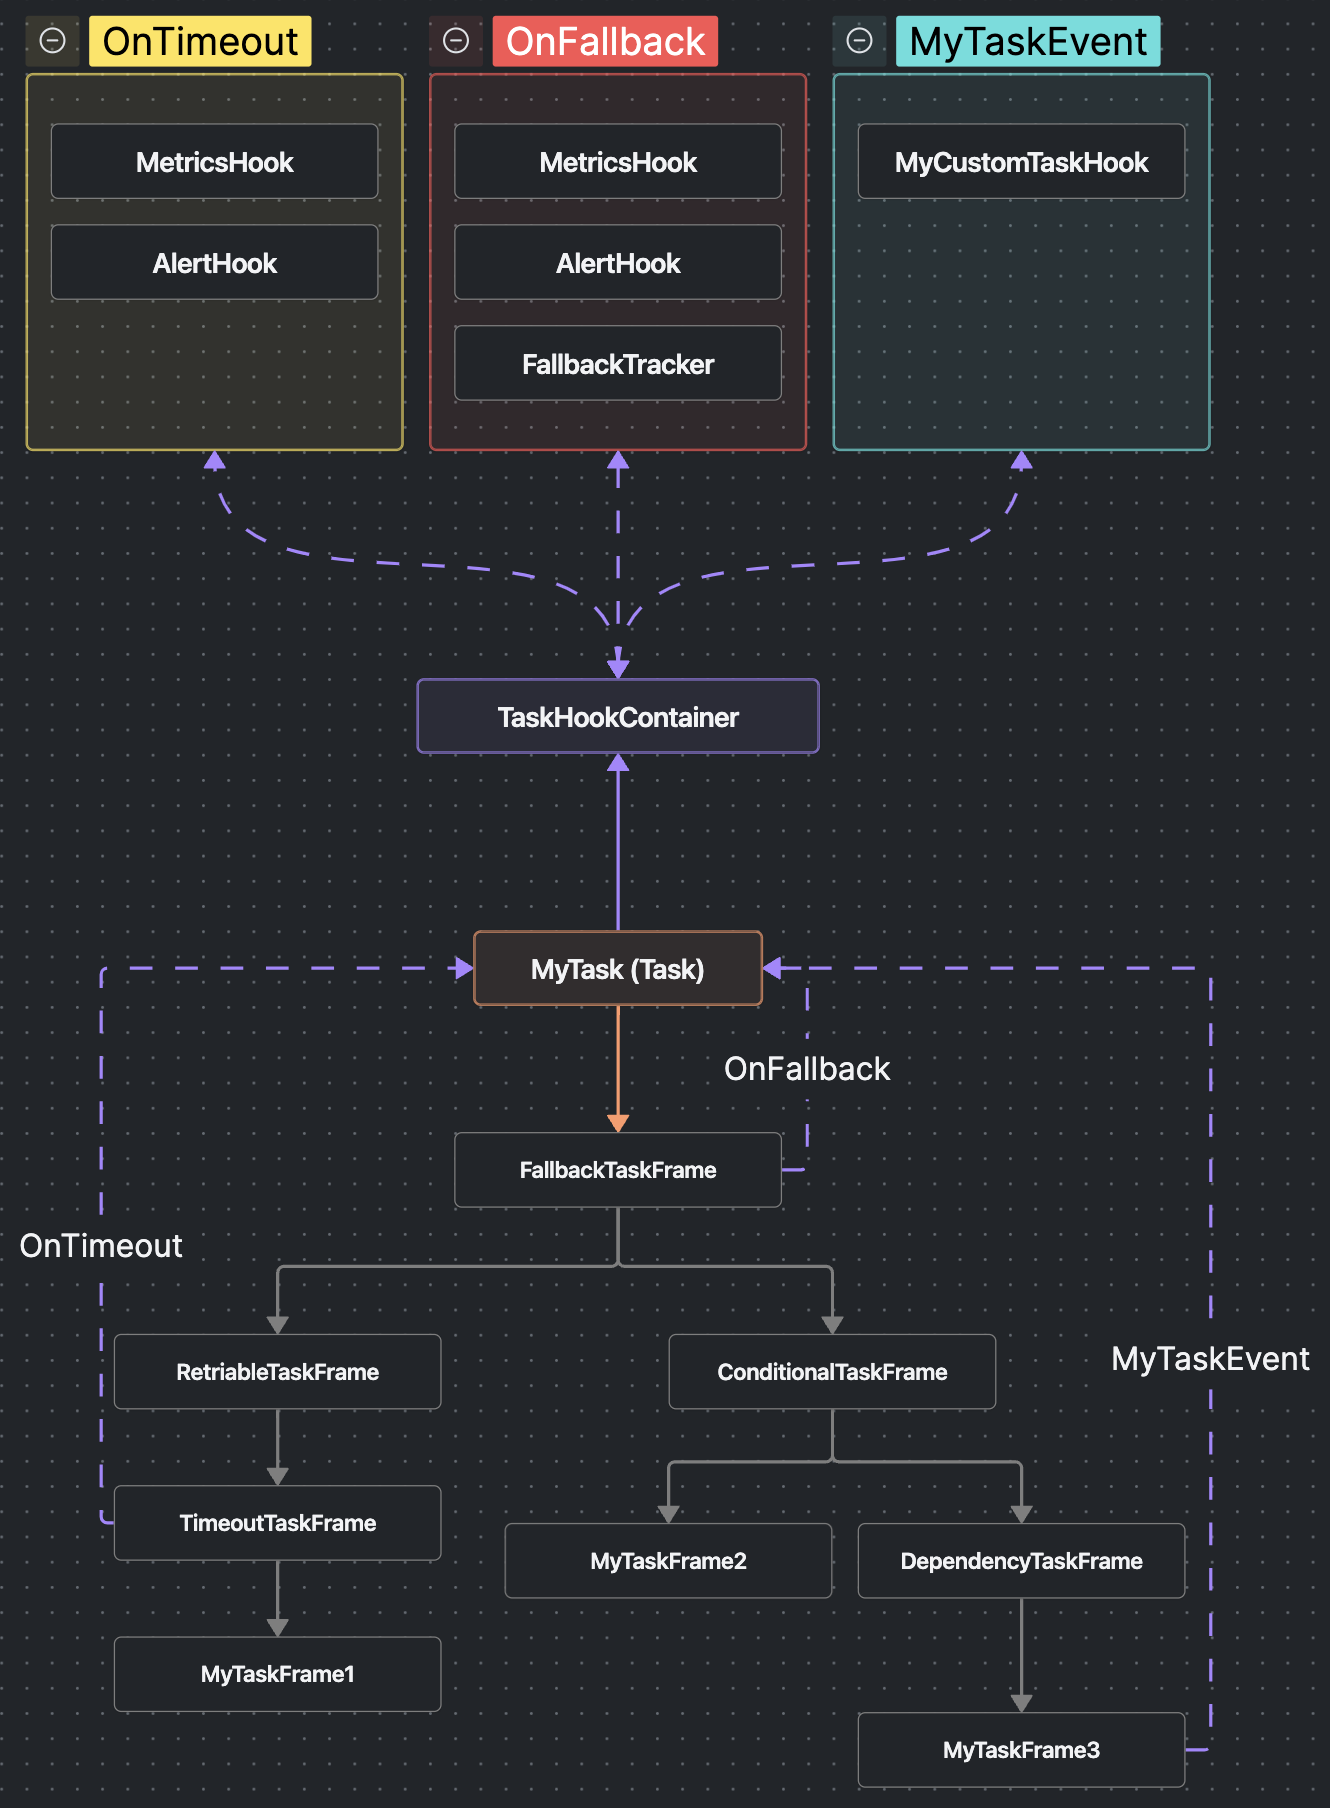 OnTimeout
OnFallback
MyTaskEvent
MetricsHook
MetricsHook
MyCustomTaskHook
AlertHook
AlertHook
FallbackTracker
TaskHookContainer
MyTask (Task)
OnFallback
FallbackTaskFrame
OnTimeout
RetriableTaskFrame
ConditionalTaskFrame
MyTaskEvent
TimeoutTaskFrame
MyTaskFrame2
DependencyTaskFrame
MyTaskFrame1
MyTaskFrame3